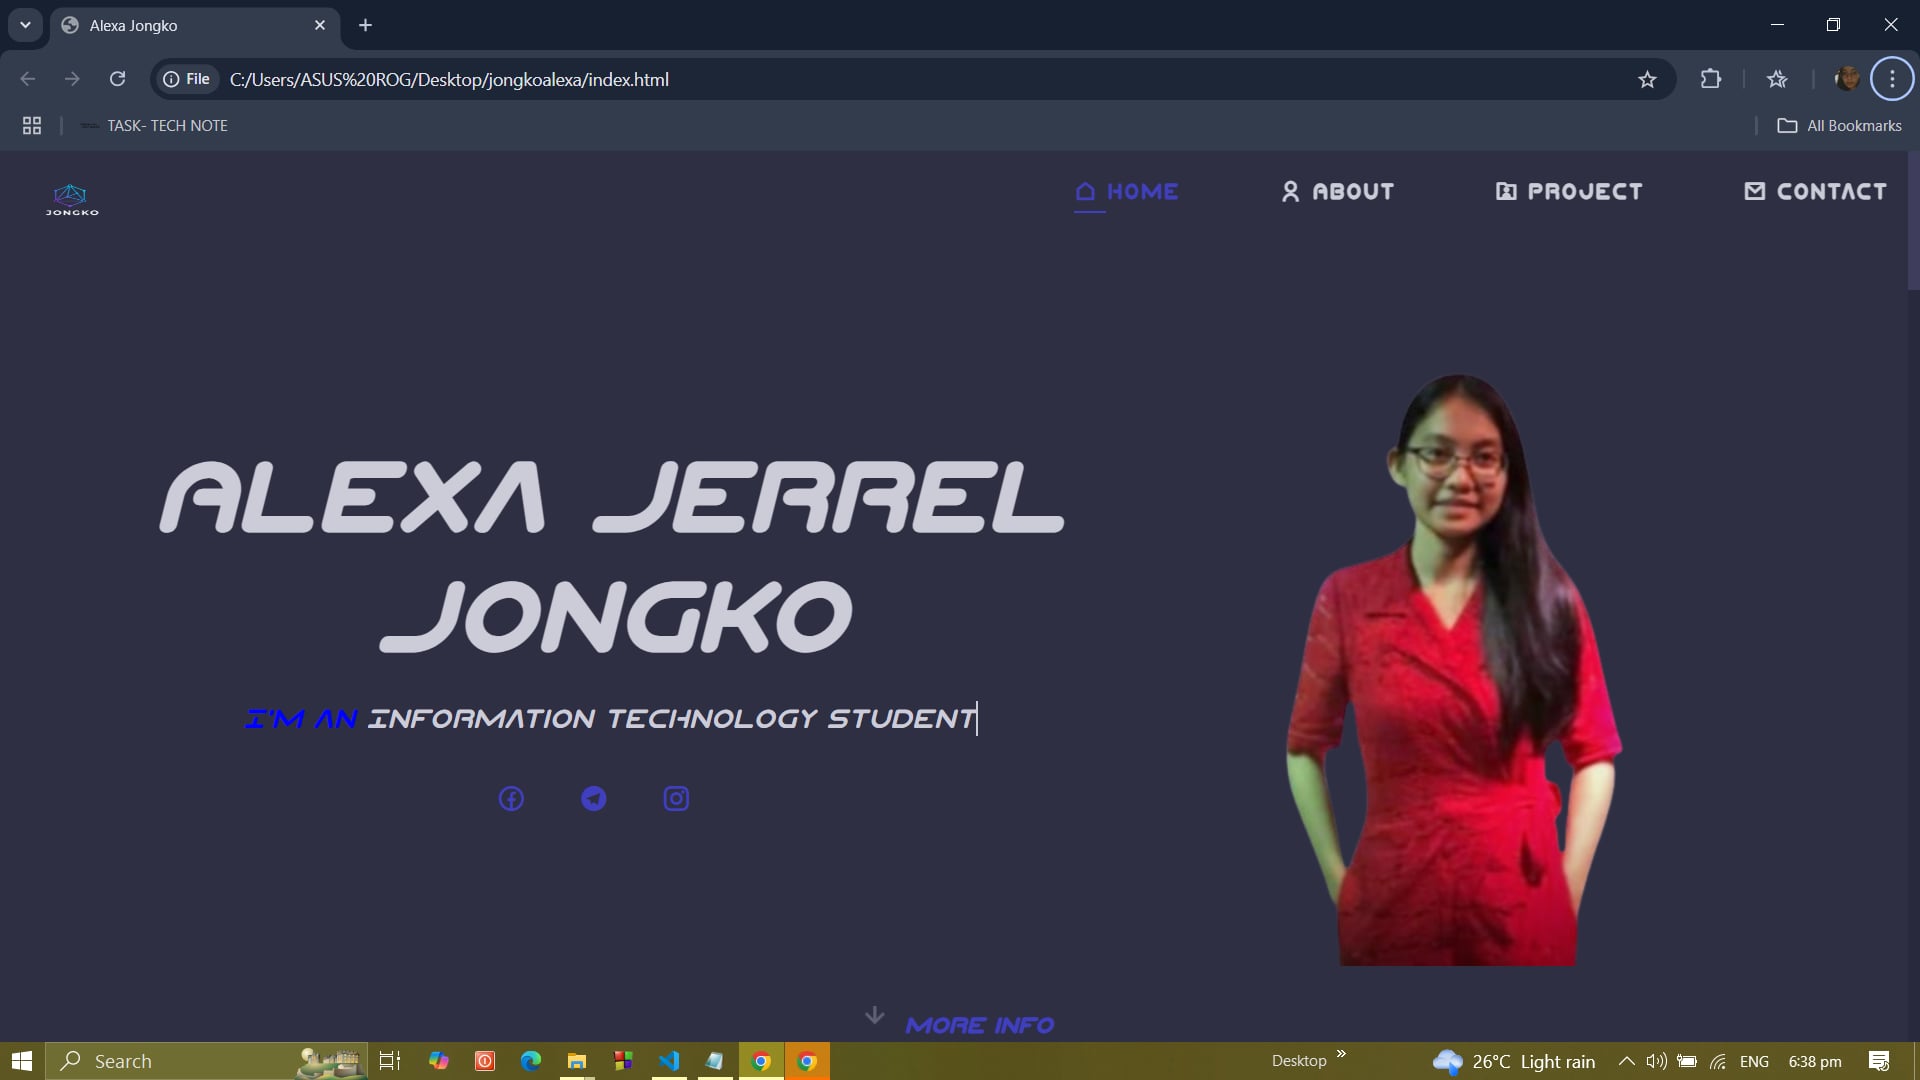 Alexa Jongko
File
C:/Users/ASUS%20ROG/Desktop/jongkoalexa/index.html
TASK- TECH NOTE
All Bookmarks
JONGKO
HOME
ABOUT
PROJECT
CONTACT
ALEXA JERREL
JONGKO
I'M AN INFORMATION TECHNOLOGY STUDENT
MORE INFO
Search
Desktop
26°C Light rain
ENG
6:38 pm